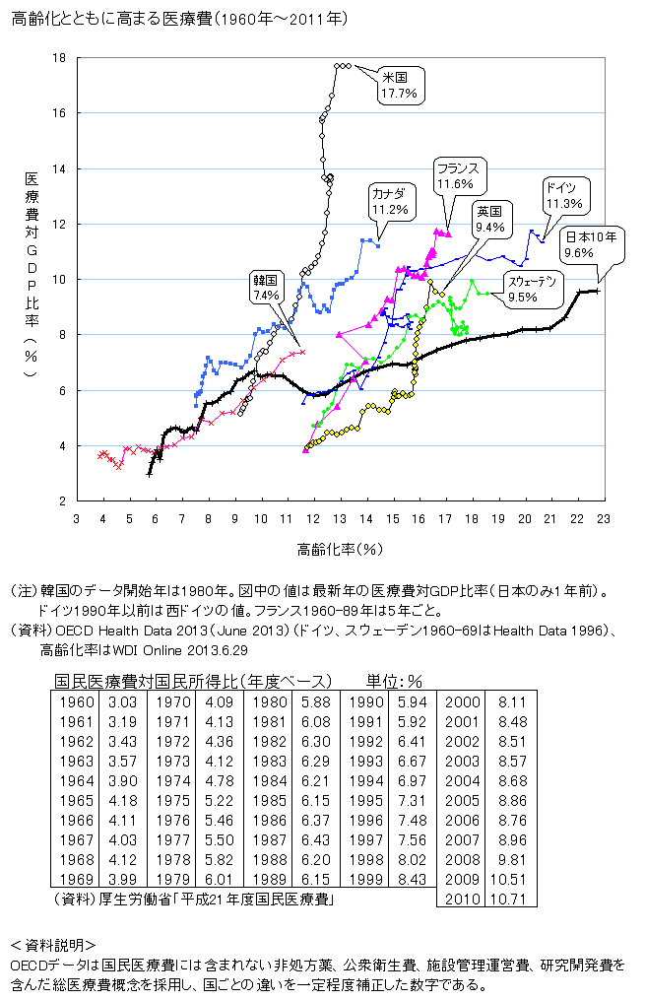 高齢化とともに高まる医療費(1960年～2011年)
医療費対GDP比率(%)
18
16
14
12
10
8
6
4
2
米国
17.7%
カナダ
11.2%
フランス
11.6%
英国
9.4%
ドイツ
11.3%
日本10年
9.6%
スウェーデン
9.5%
韓国
7.4%
3 4 5 6 7 8 9 10 11 12 13 14 15 16 17 18 19 20 21 22 23
高齢化率(%)
(注)韓国のデータ開始年は1980年。図中の値は最新年の医療費対GDP比率(日本のみ1年前)。
ドイツ1990年以前は西ドイツの値。フランス1960-89年は5年ごと。
(資料)OECD Health Data 2013(June 2013)(ドイツ、スウェーデン1960-69はHealth Data 1996)、
高齢化率はWDI Online 2013.6.29
国民医療費対国民所得比(年度ベース) 単位:%
1960 3.03 1970 4.09 1980 5.88 1990 5.94 2000 8.11
1961 3.19 1971 4.13 1981 6.08 1991 5.92 2001 8.48
1962 3.43 1972 4.36 1982 6.30 1992 6.41 2002 8.51
1963 3.57 1973 4.12 1983 6.29 1993 6.67 2003 8.57
1964 3.90 1974 4.78 1984 6.21 1994 6.97 2004 8.68
1965 4.18 1975 5.22 1985 6.15 1995 7.31 2005 8.86
1966 4.11 1976 5.46 1986 6.37 1996 7.48 2006 8.76
1967 4.03 1977 5.50 1987 6.43 1997 7.56 2007 8.96
1968 4.12 1978 5.82 1988 6.20 1998 8.02 2008 9.81
1969 3.99 1979 6.01 1989 6.15 1999 8.43 2009 10.51
(資料)厚生労働省「平成21年度国民医療費」 2010 10.71
<資料説明>
OECDデータは国民医療費には含まれない非処方薬、公衆衛生費、施設管理運営費、研究開発費を
含んだ総医療費概念を採用し、国ごとの違いを一定程度補正した数字である。